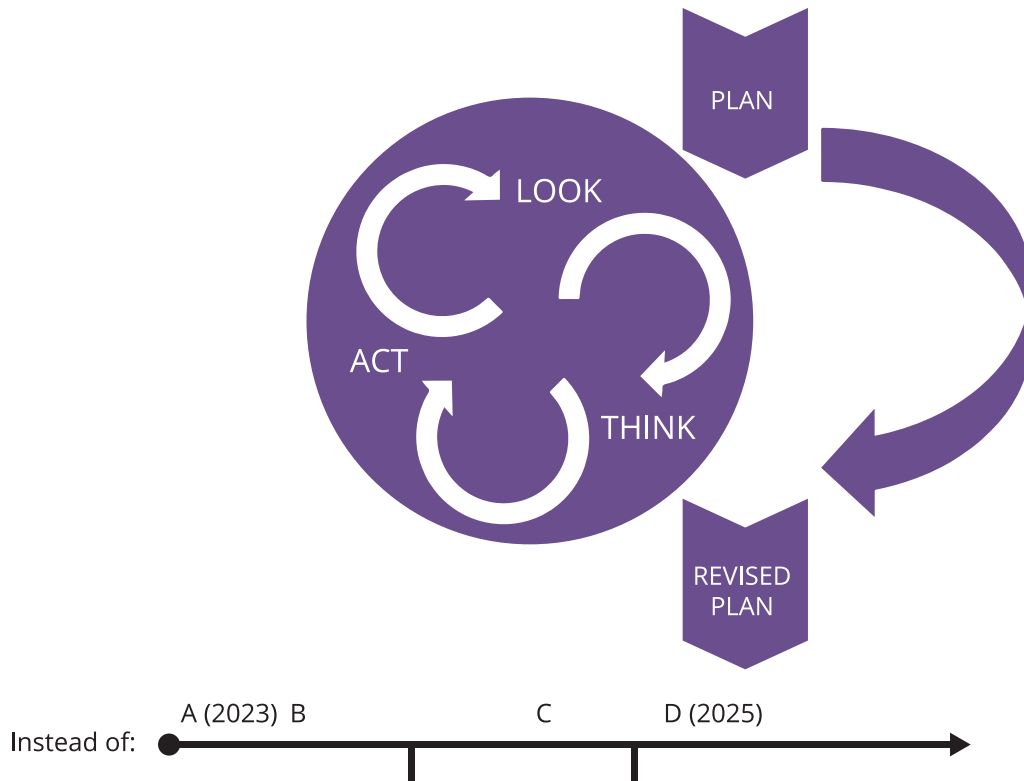 PLAN
LOOK
ACT
THINK
REVISED
PLAN
A (2023) B C D (2025)
Instead of: